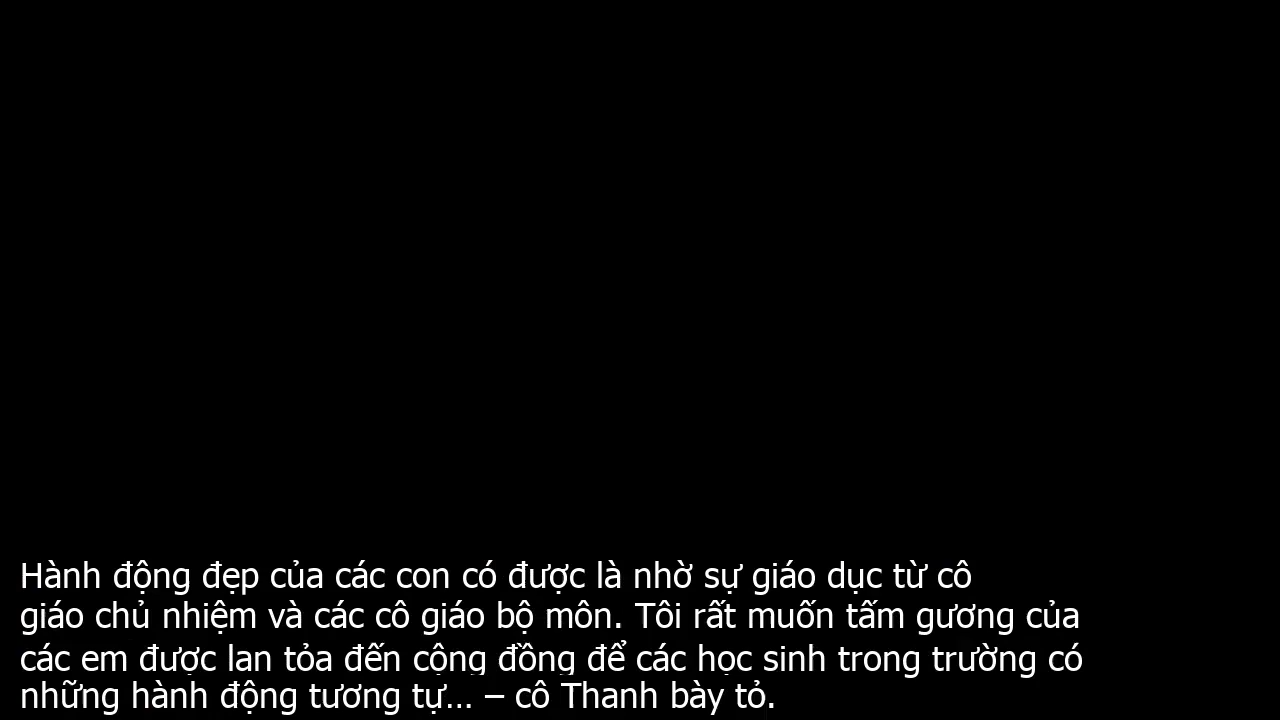 Hành động đẹp của các con có được là nhờ sự giáo dục từ cô
giáo chủ nhiệm và các cô giáo bộ môn. Tôi rất muốn tấm gương của
các em được lan tỏa đến cộng đồng để các học sinh trong trường có
những hành động tương tự… – cô Thanh bày tỏ.